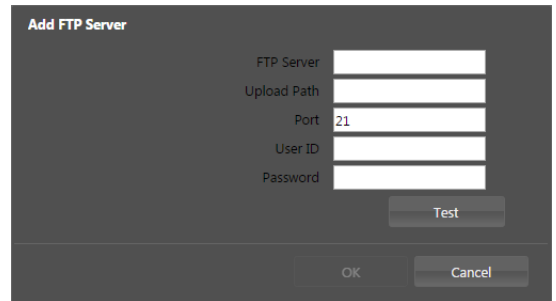 Add FTP Server
FTP Server
Upload Path
Port 21
User ID
Password
Test
OK Cancel